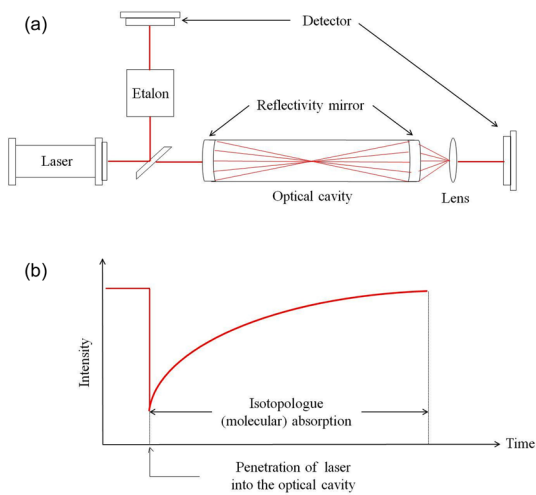 (a)
Detector
Etalon
Reflectivity mirror
Laser
Optical cavity
Lens
(b)
Intensity
Isotopologue
(molecular) absorption
Time
Penetration of laser
into the optical cavity